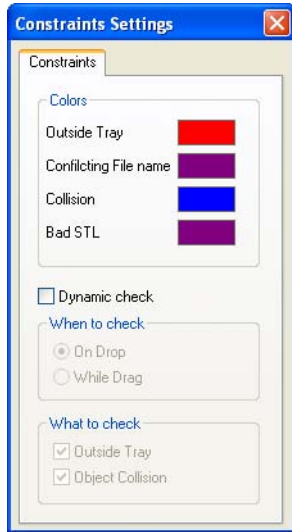 Constraints Settings
Constraints
Colors
Outside Tray
Confilcting File name
Collision
Bad STL
Dynamic check
When to check
On Drop
While Drag
What to check
Outside Tray
Object Collision